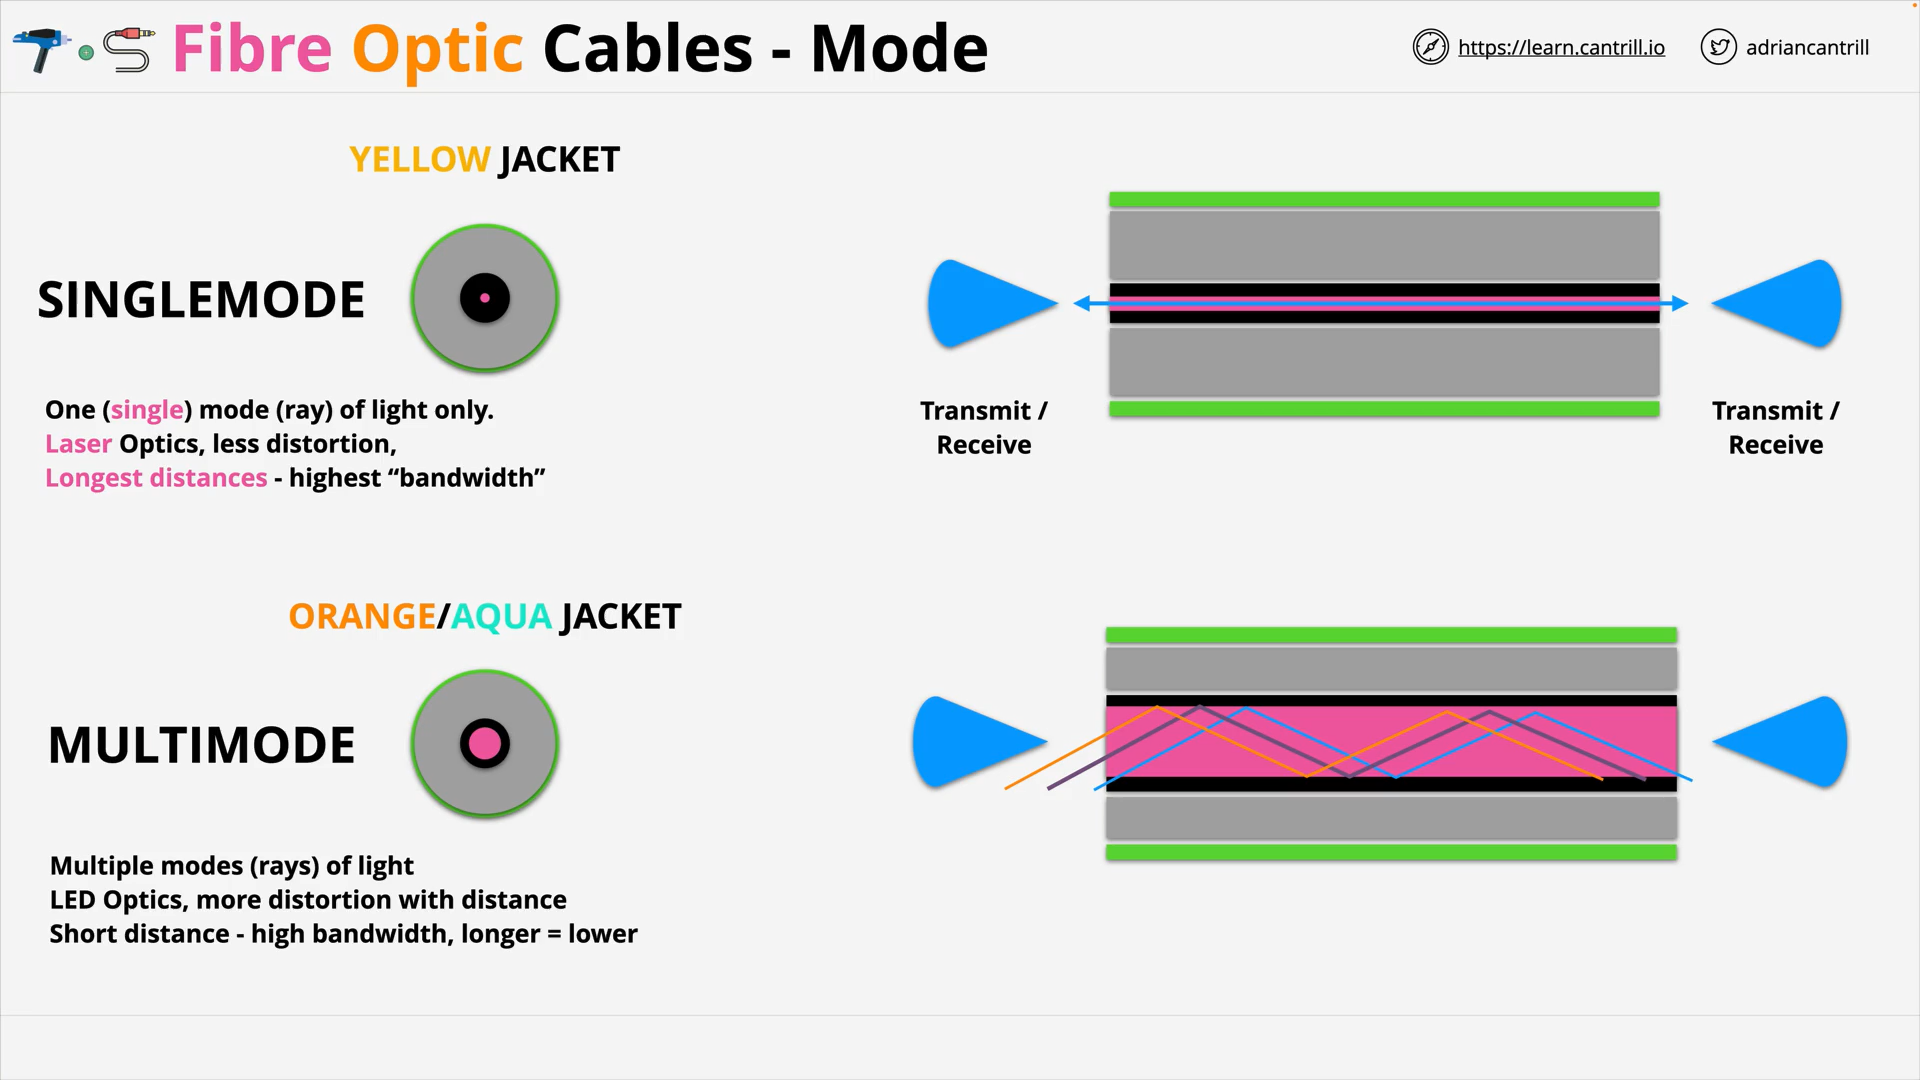 Fibre Optic Cables - Mode
https://learn.cantrill.io
adriancantrill
YELLOW JACKET
SINGLEMODE
One (single) mode (ray) of light only.
Laser Optics, less distortion,
Longest distances - highest “bandwidth”
Transmit /
Receive
Transmit /
Receive
ORANGE/AQUA JACKET
MULTIMODE
Multiple modes (rays) of light
LED Optics, more distortion with distance
Short distance - high bandwidth, longer = lower